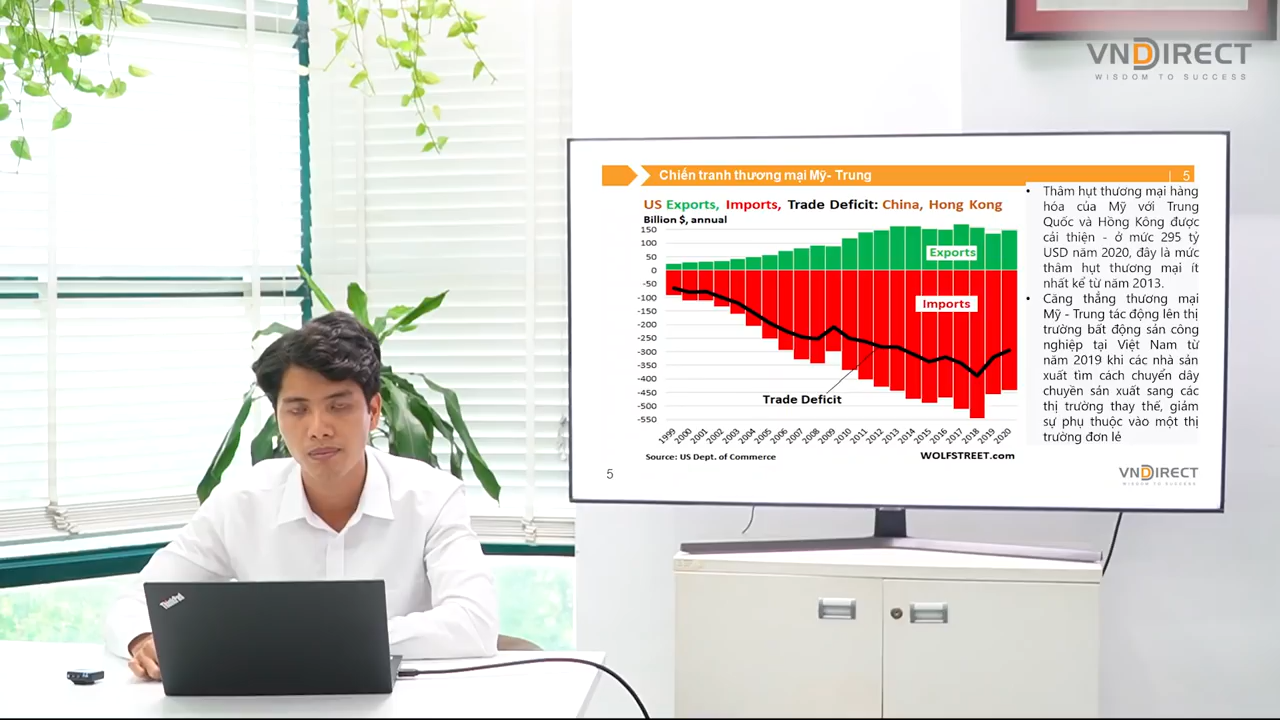 VNDIRECT
WISDOM TO SUCCESS
Chiến tranh thương mại Mỹ- Trung
5
US Exports, Imports, Trade Deficit: China, Hong Kong
Billion $, annual
150
100
50
0
-50
-100
-150
-200
-250
-300
-350
-400
-450
-500
-550
Exports
Imports
Trade Deficit
1999 2000 2001 2002 2003 2004 2005 2006 2007 2008 2009 2010 2011 2012 2013 2014 2015 2016 2017 2018 2019 2020
Source: US Dept. of Commerce
WOLFSTREET.com
• Thâm hụt thương mại hàng
hóa của Mỹ với Trung
Quốc và Hồng Kông được
cải thiện - ở mức 295 tỷ
USD năm 2020, đây là mức
thâm hụt thương mại ít
nhất kể từ năm 2013.
• Căng thẳng thương mại
Mỹ - Trung tác động lên thị
trường bất động sản công
nghiệp tại Việt Nam từ
năm 2019 khi các nhà sản
xuất tìm cách chuyển dây
chuyền sản xuất sang các
thị trường thay thế, giảm
sự phụ thuộc vào một thị
trường đơn lẻ
5
VNDIRECT
WISDOM TO SUCCESS
ThinkPad